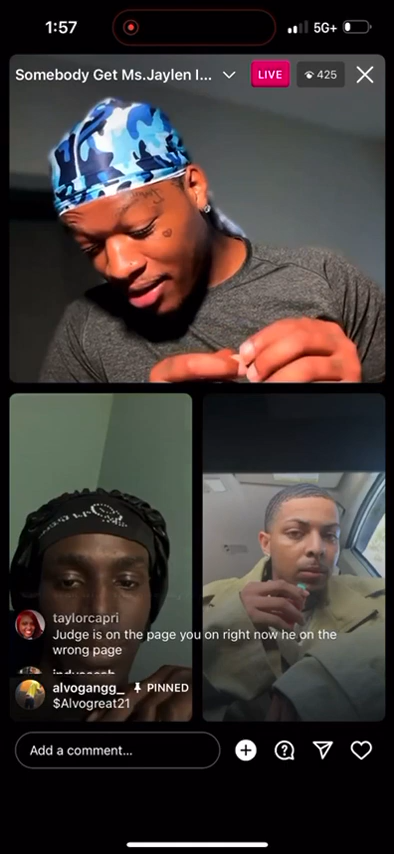 1:57
5G+
Somebody Get Ms.Jaylen I...
LIVE
425
taylorcapri
Judge is on the page you on right now he on the
wrong page
alvogangg_ PINNED
$Alvogreat21
Add a comment...